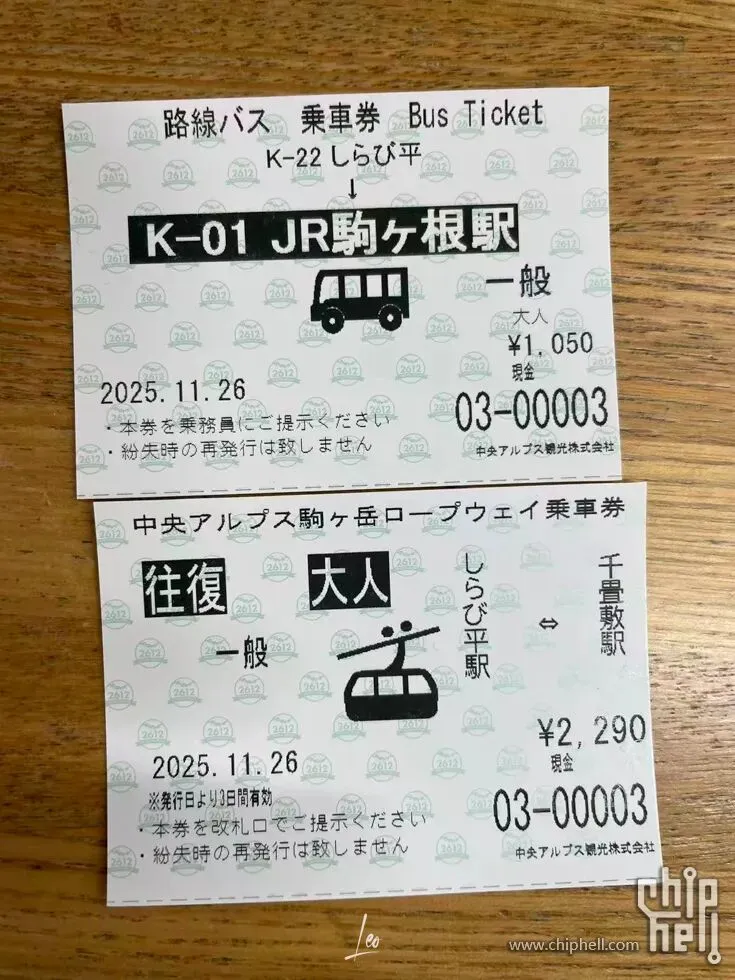 路線バス 乗車券 Bus Ticket
K-22 しらび平
↓
K-01 JR駒ヶ根駅
一般
大人
¥1,050
現金
2025.11.26
03-00003
・本券を乗務員にご提示ください
・紛失時の再発行は致しません
中央アルプス観光株式会社
中央アルプス駒ヶ岳ロープウェイ乗車券
往復 大人
一般
しらび平駅
⇔
千畳敷駅
¥2,290
現金
2025.11.26
※発行日より3日間有効
03-00003
・本券を改札口でご提示ください
・紛失時の再発行は致しません
中央アルプス観光株式会社
2612
Leo
www.chiphell.com
chip hell